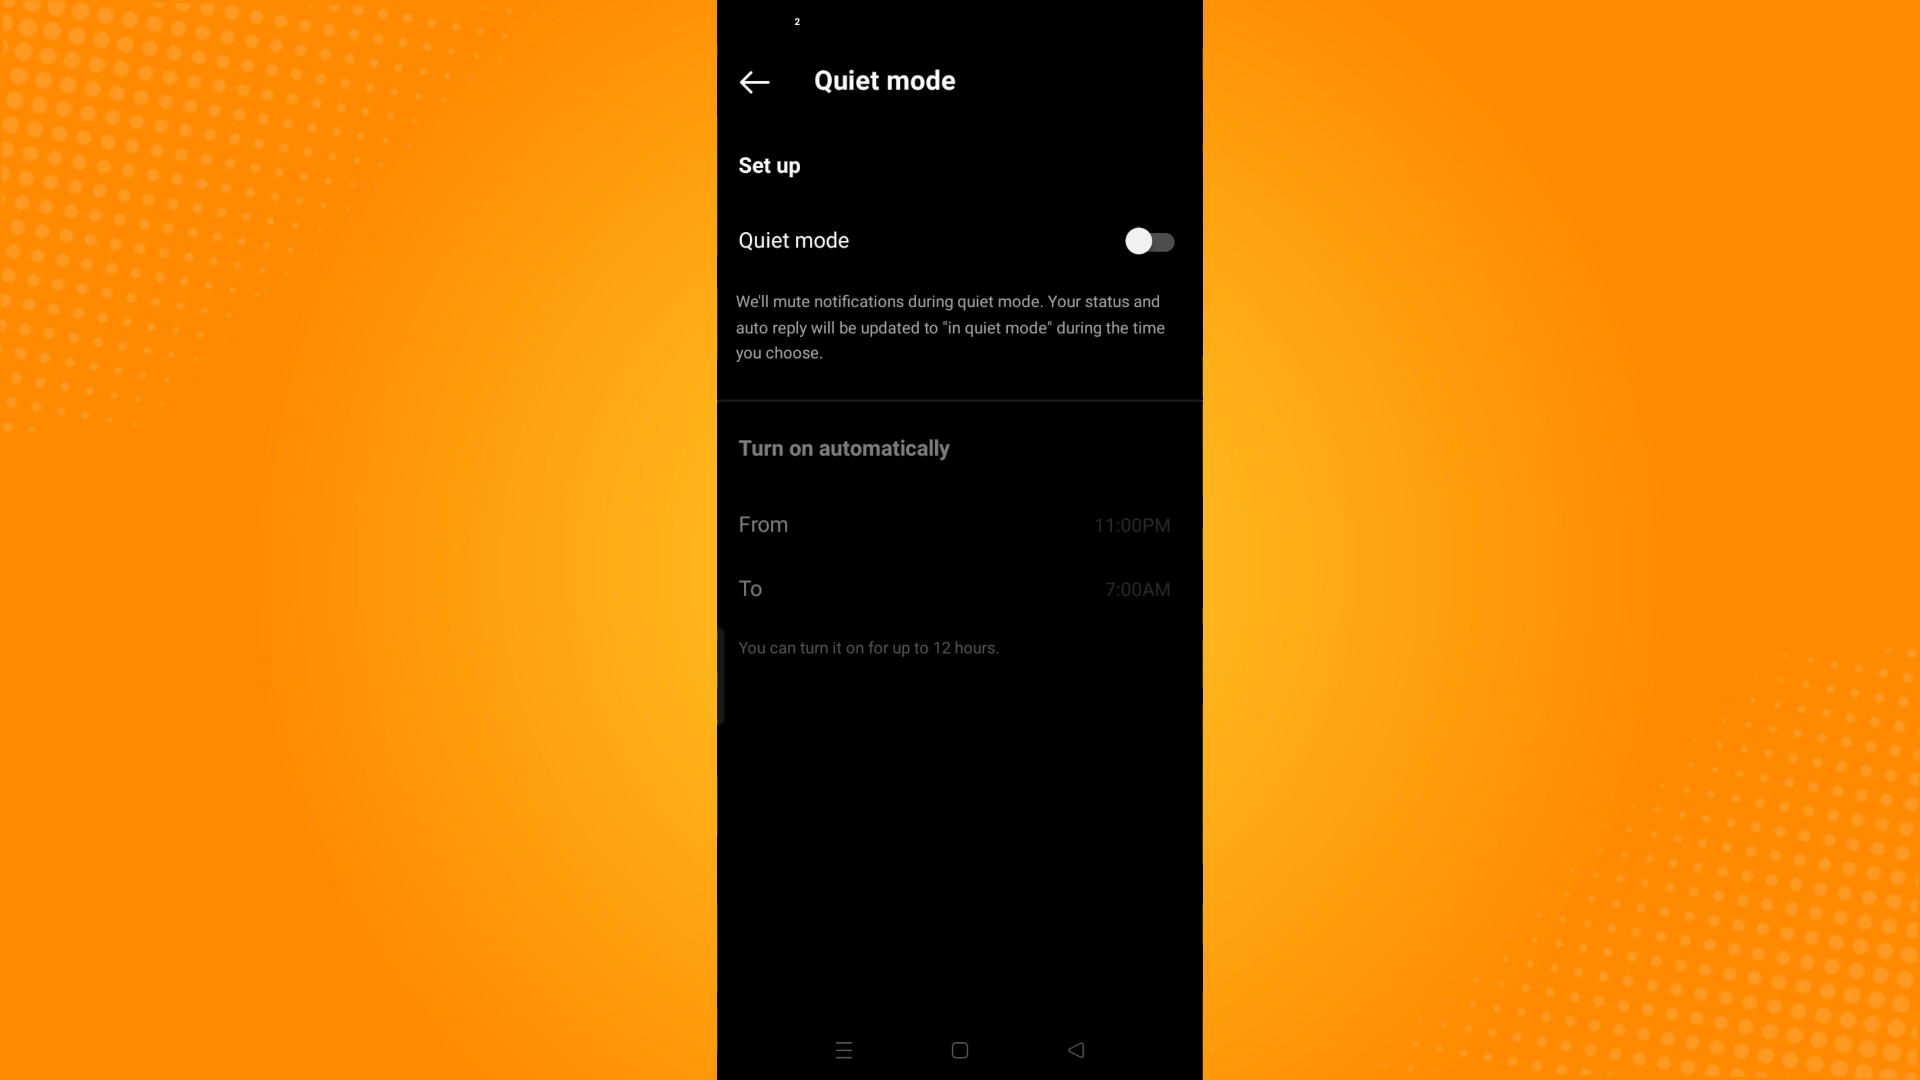 2
Quiet mode
Set up
Quiet mode
We'll mute notifications during quiet mode. Your status and
auto reply will be updated to "in quiet mode" during the time
you choose.
Turn on automatically
From 11:00PM
To 7:00AM
You can turn it on for up to 12 hours.